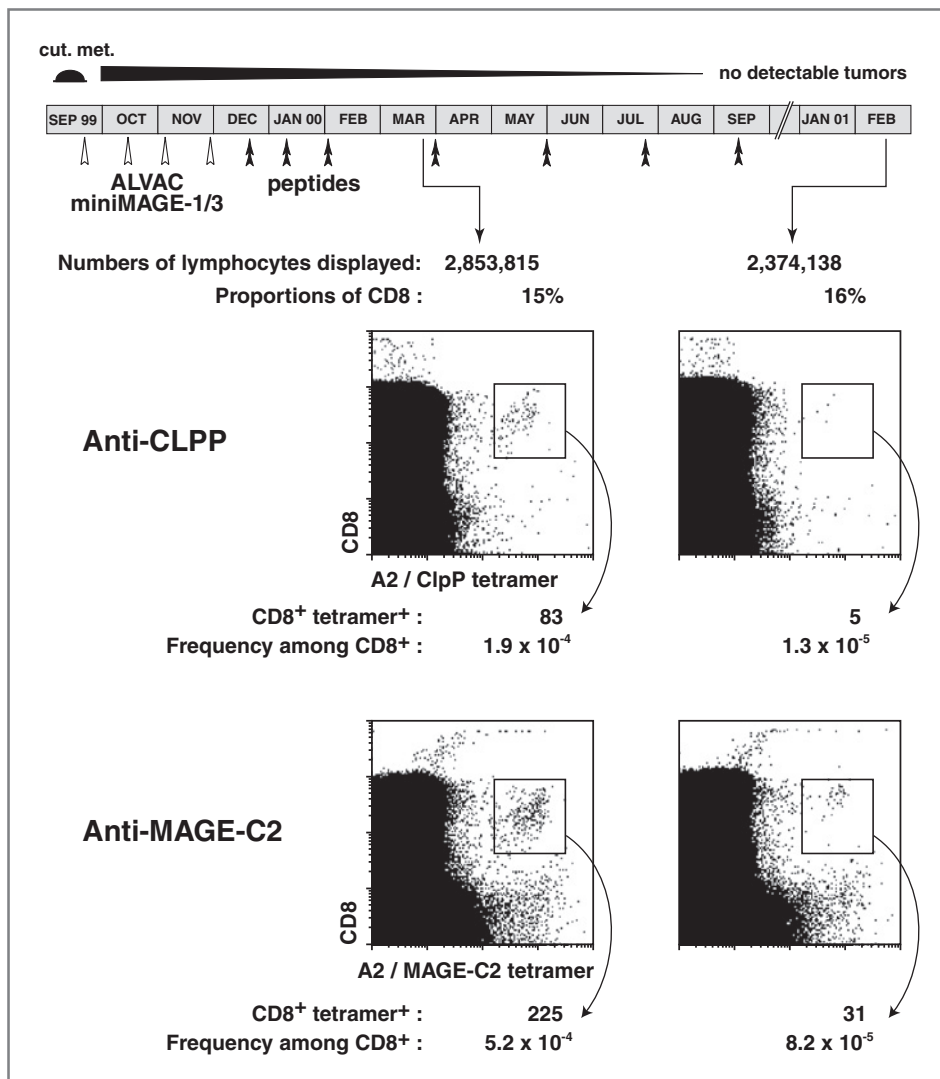 cut. met.
no detectable tumors
SEP 99 OCT NOV DEC JAN 00 FEB MAR APR MAY JUN JUL AUG SEP JAN 01 FEB
ALVAC peptides
miniMAGE-1/3
Numbers of lymphocytes displayed: 2,853,815 2,374,138
Proportions of CD8 : 15% 16%
Anti-CLPP
CD8
A2 / ClpP tetramer
CD8+ tetramer+ : 83 5
Frequency among CD8+ : 1.9 x 10-4 1.3 x 10-5
Anti-MAGE-C2
CD8
A2 / MAGE-C2 tetramer
CD8+ tetramer+ : 225 31
Frequency among CD8+ : 5.2 x 10-4 8.2 x 10-5